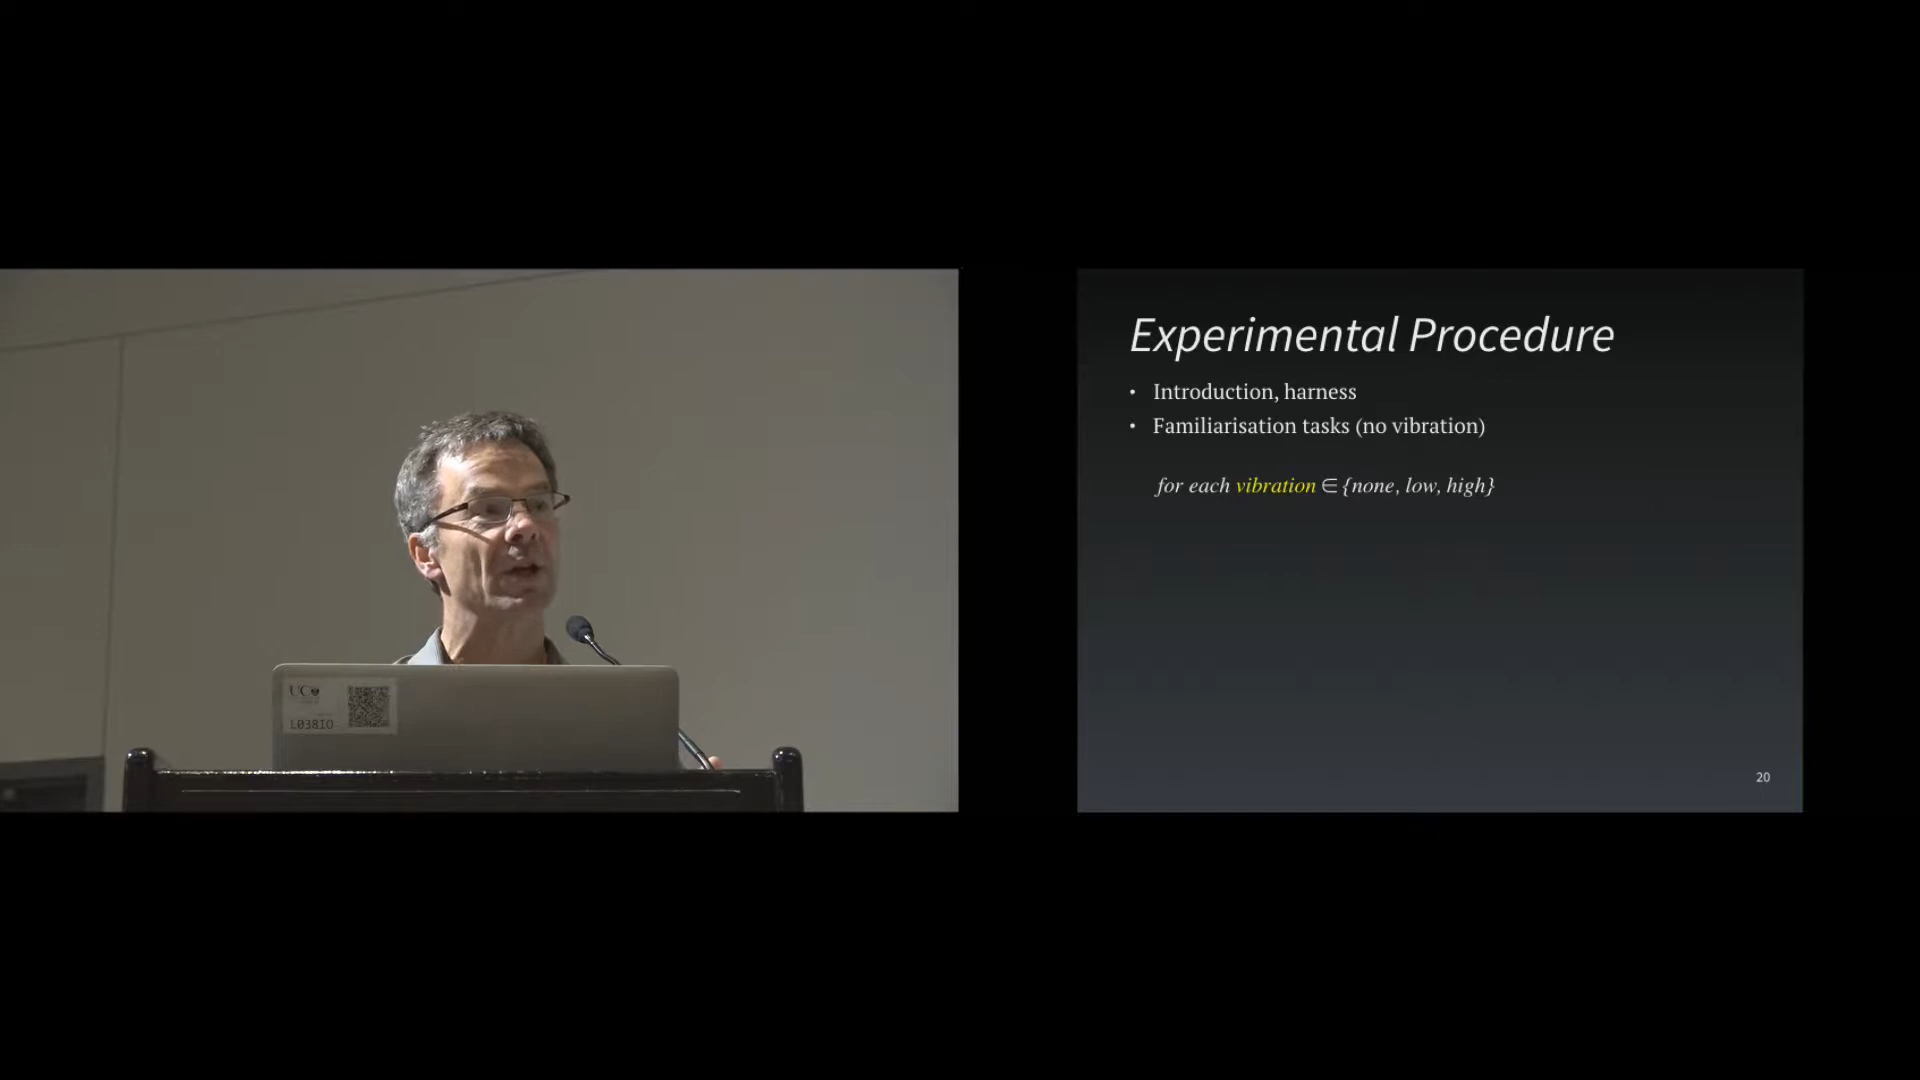 UC
L038IO
Experimental Procedure
• Introduction, harness
• Familiarisation tasks (no vibration)
for each vibration ∈ {none, low, high}
20